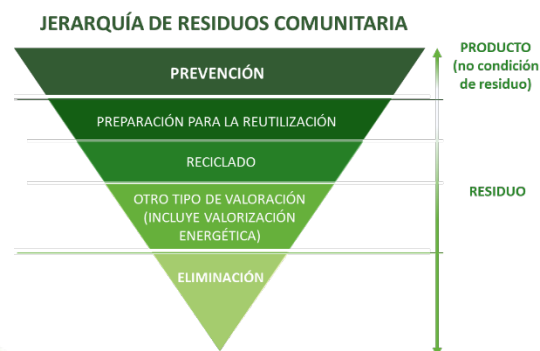 JERARQUÍA DE RESIDUOS COMUNITARIA
PREVENCIÓN
PRODUCTO
(no condición
de residuo)
PREPARACIÓN PARA LA REUTILIZACIÓN
RECICLADO
OTRO TIPO DE VALORACIÓN
(INCLUYE VALORIZACIÓN
ENERGÉTICA)
RESIDUO
ELIMINACIÓN